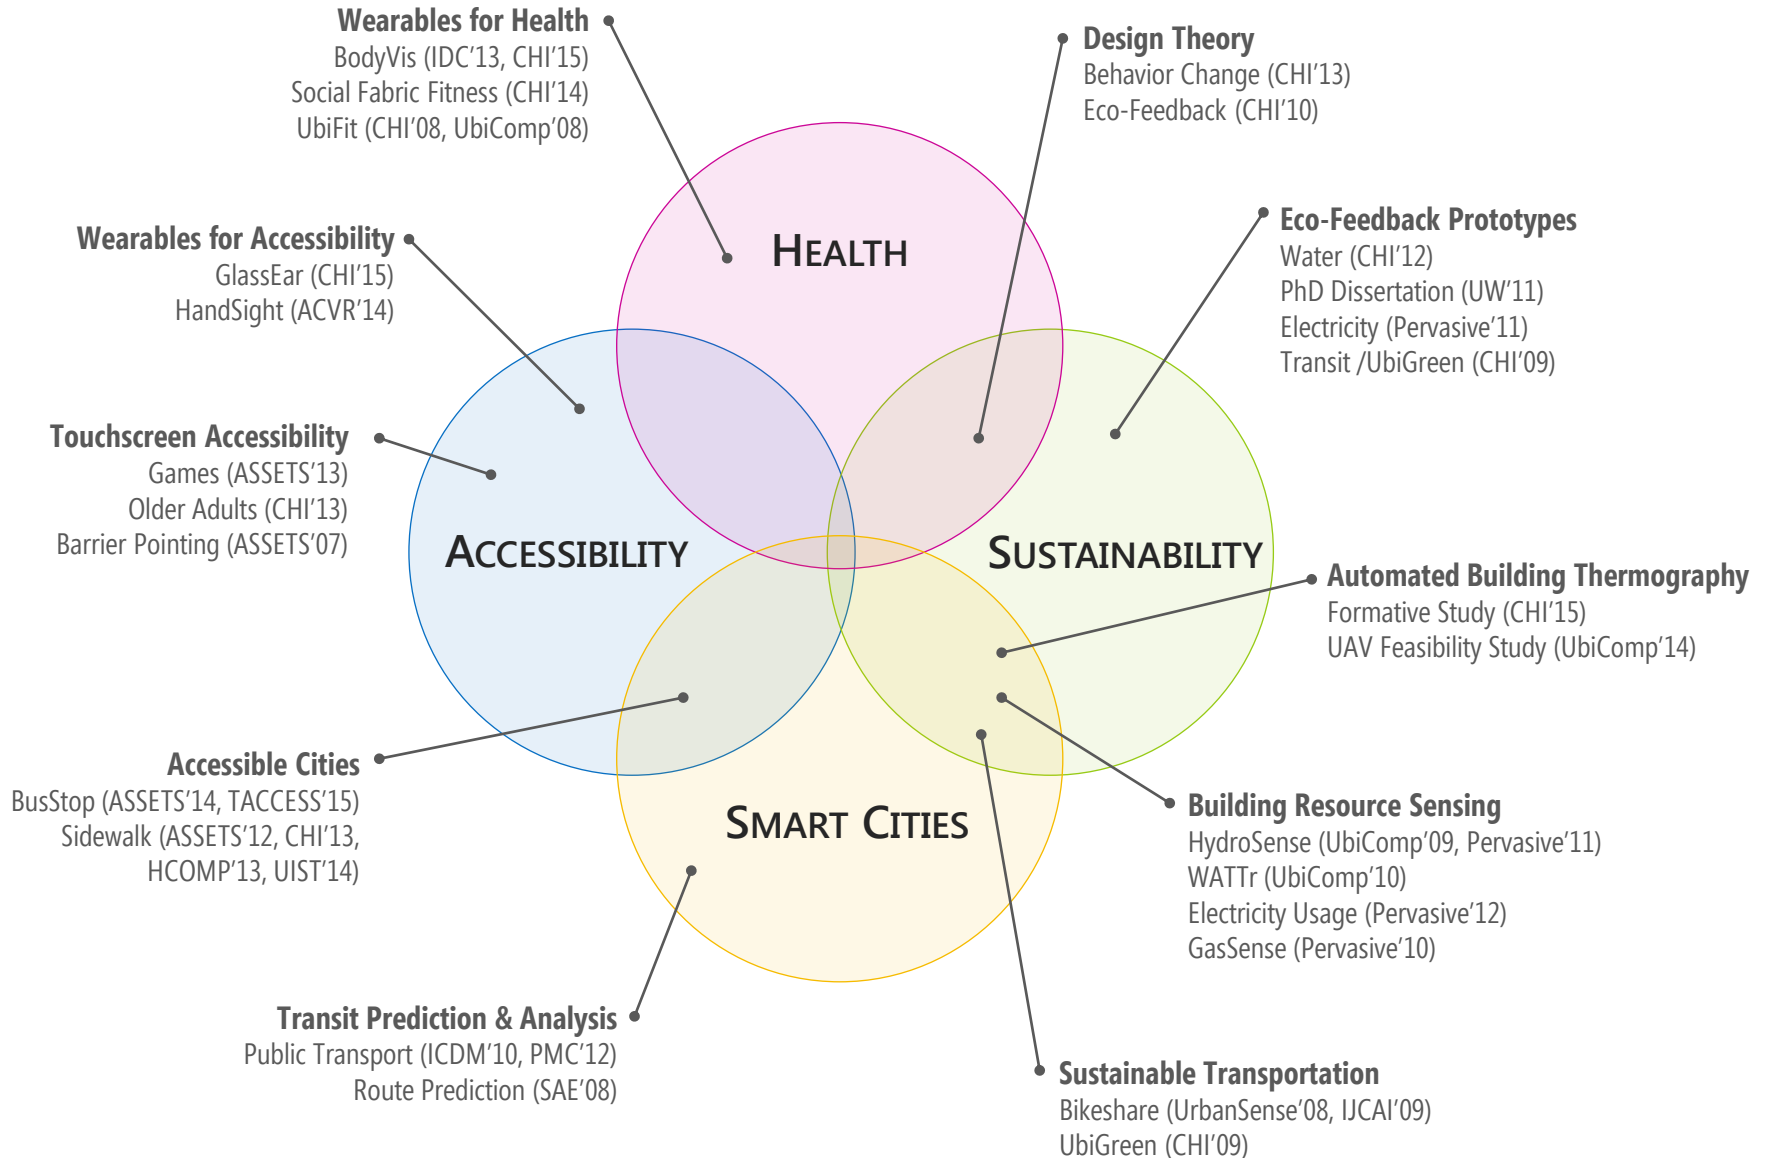 Wearables for Health
BodyVis (IDC'13, CHI'15)
Social Fabric Fitness (CHI'14)
UbiFit (CHI'08, UbiComp'08)
Design Theory
Behavior Change (CHI'13)
Eco-Feedback (CHI'10)
Wearables for Accessibility
GlassEar (CHI'15)
HandSight (ACVR'14)
HEALTH
Eco-Feedback Prototypes
Water (CHI'12)
PhD Dissertation (UW'11)
Electricity (Pervasive'11)
Transit /UbiGreen (CHI'09)
Touchscreen Accessibility
Games (ASSETS'13)
Older Adults (CHI'13)
Barrier Pointing (ASSETS'07)
ACCESSIBILITY
SUSTAINABILITY
Automated Building Thermography
Formative Study (CHI'15)
UAV Feasibility Study (UbiComp'14)
Accessible Cities
BusStop (ASSETS'14, TACCESS'15)
Sidewalk (ASSETS'12, CHI'13,
HCOMP'13, UIST'14)
SMART CITIES
Building Resource Sensing
HydroSense (UbiComp'09, Pervasive'11)
WATTr (UbiComp'10)
Electricity Usage (Pervasive'12)
GasSense (Pervasive'10)
Transit Prediction & Analysis
Public Transport (ICDM'10, PMC'12)
Route Prediction (SAE'08)
Sustainable Transportation
Bikeshare (UrbanSense'08, IJCAI'09)
UbiGreen (CHI'09)